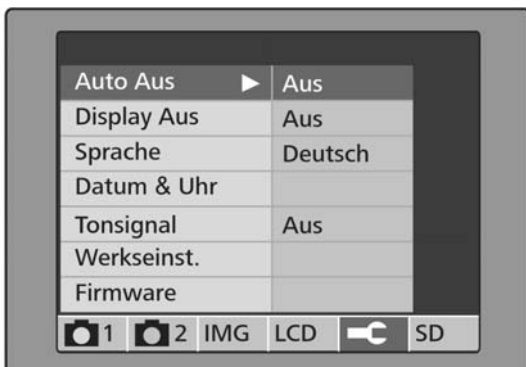 Auto Aus ▶ Aus
Display Aus Aus
Sprache Deutsch
Datum & Uhr
Tonsignal Aus
Werkseinst.
Firmware
1 2 IMG LCD SD